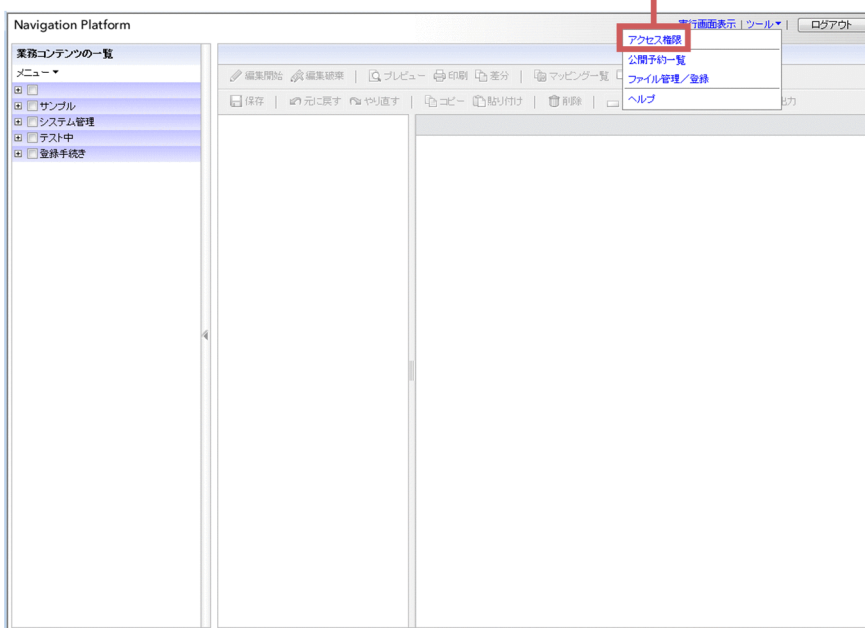 Navigation Platform
実行画面表示 | ツール▼ | ログアウト
アクセス権限
公開予約一覧
ファイル管理/登録
ヘルプ
業務コンテンツの一覧
メニュー▼
サンプル
システム管理
テスト中
登録手続き
編集開始 編集破棄 | プレビュー 印刷 差分 | マッピング一覧
保存 | 元に戻す やり直す | コピー 貼り付け | 削除 | 出力